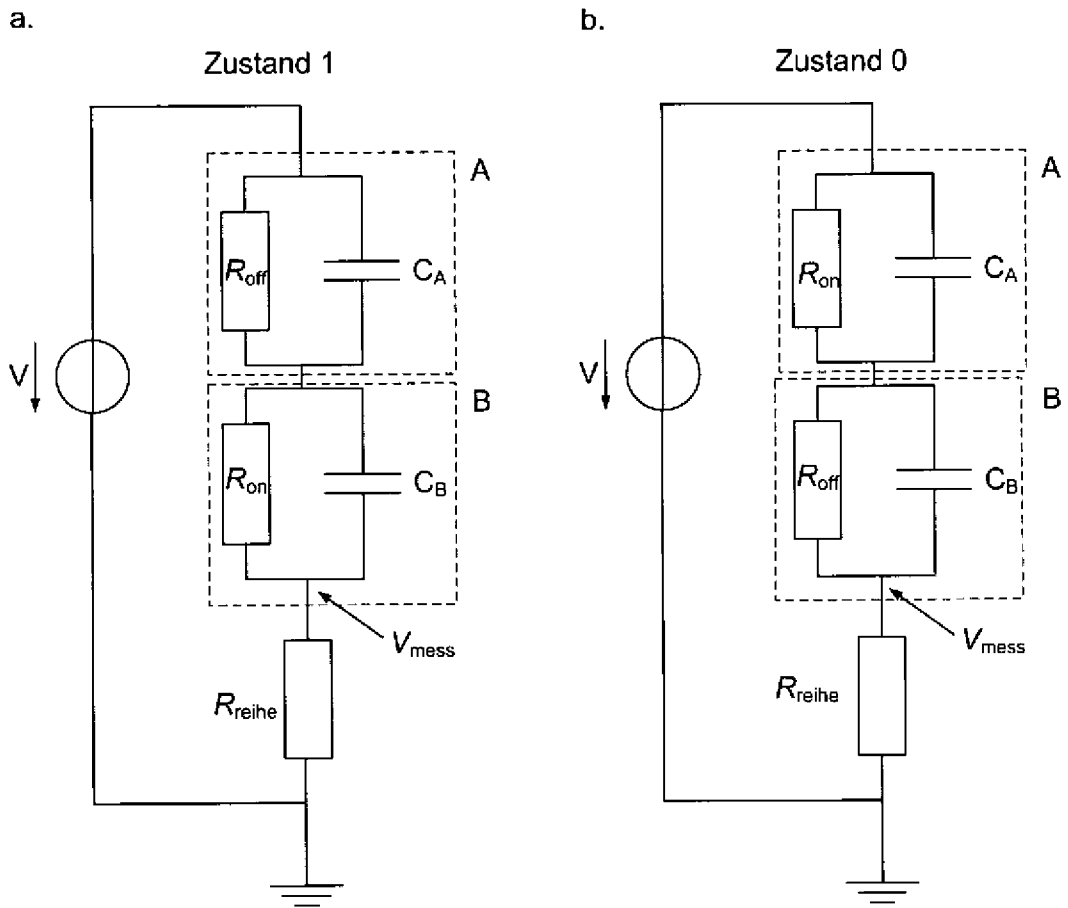 a.
Zustand 1
A
R_off
C_A
V
B
R_on
C_B
V_mess
R_reihe
b.
Zustand 0
A
R_on
C_A
V
B
R_off
C_B
V_mess
R_reihe